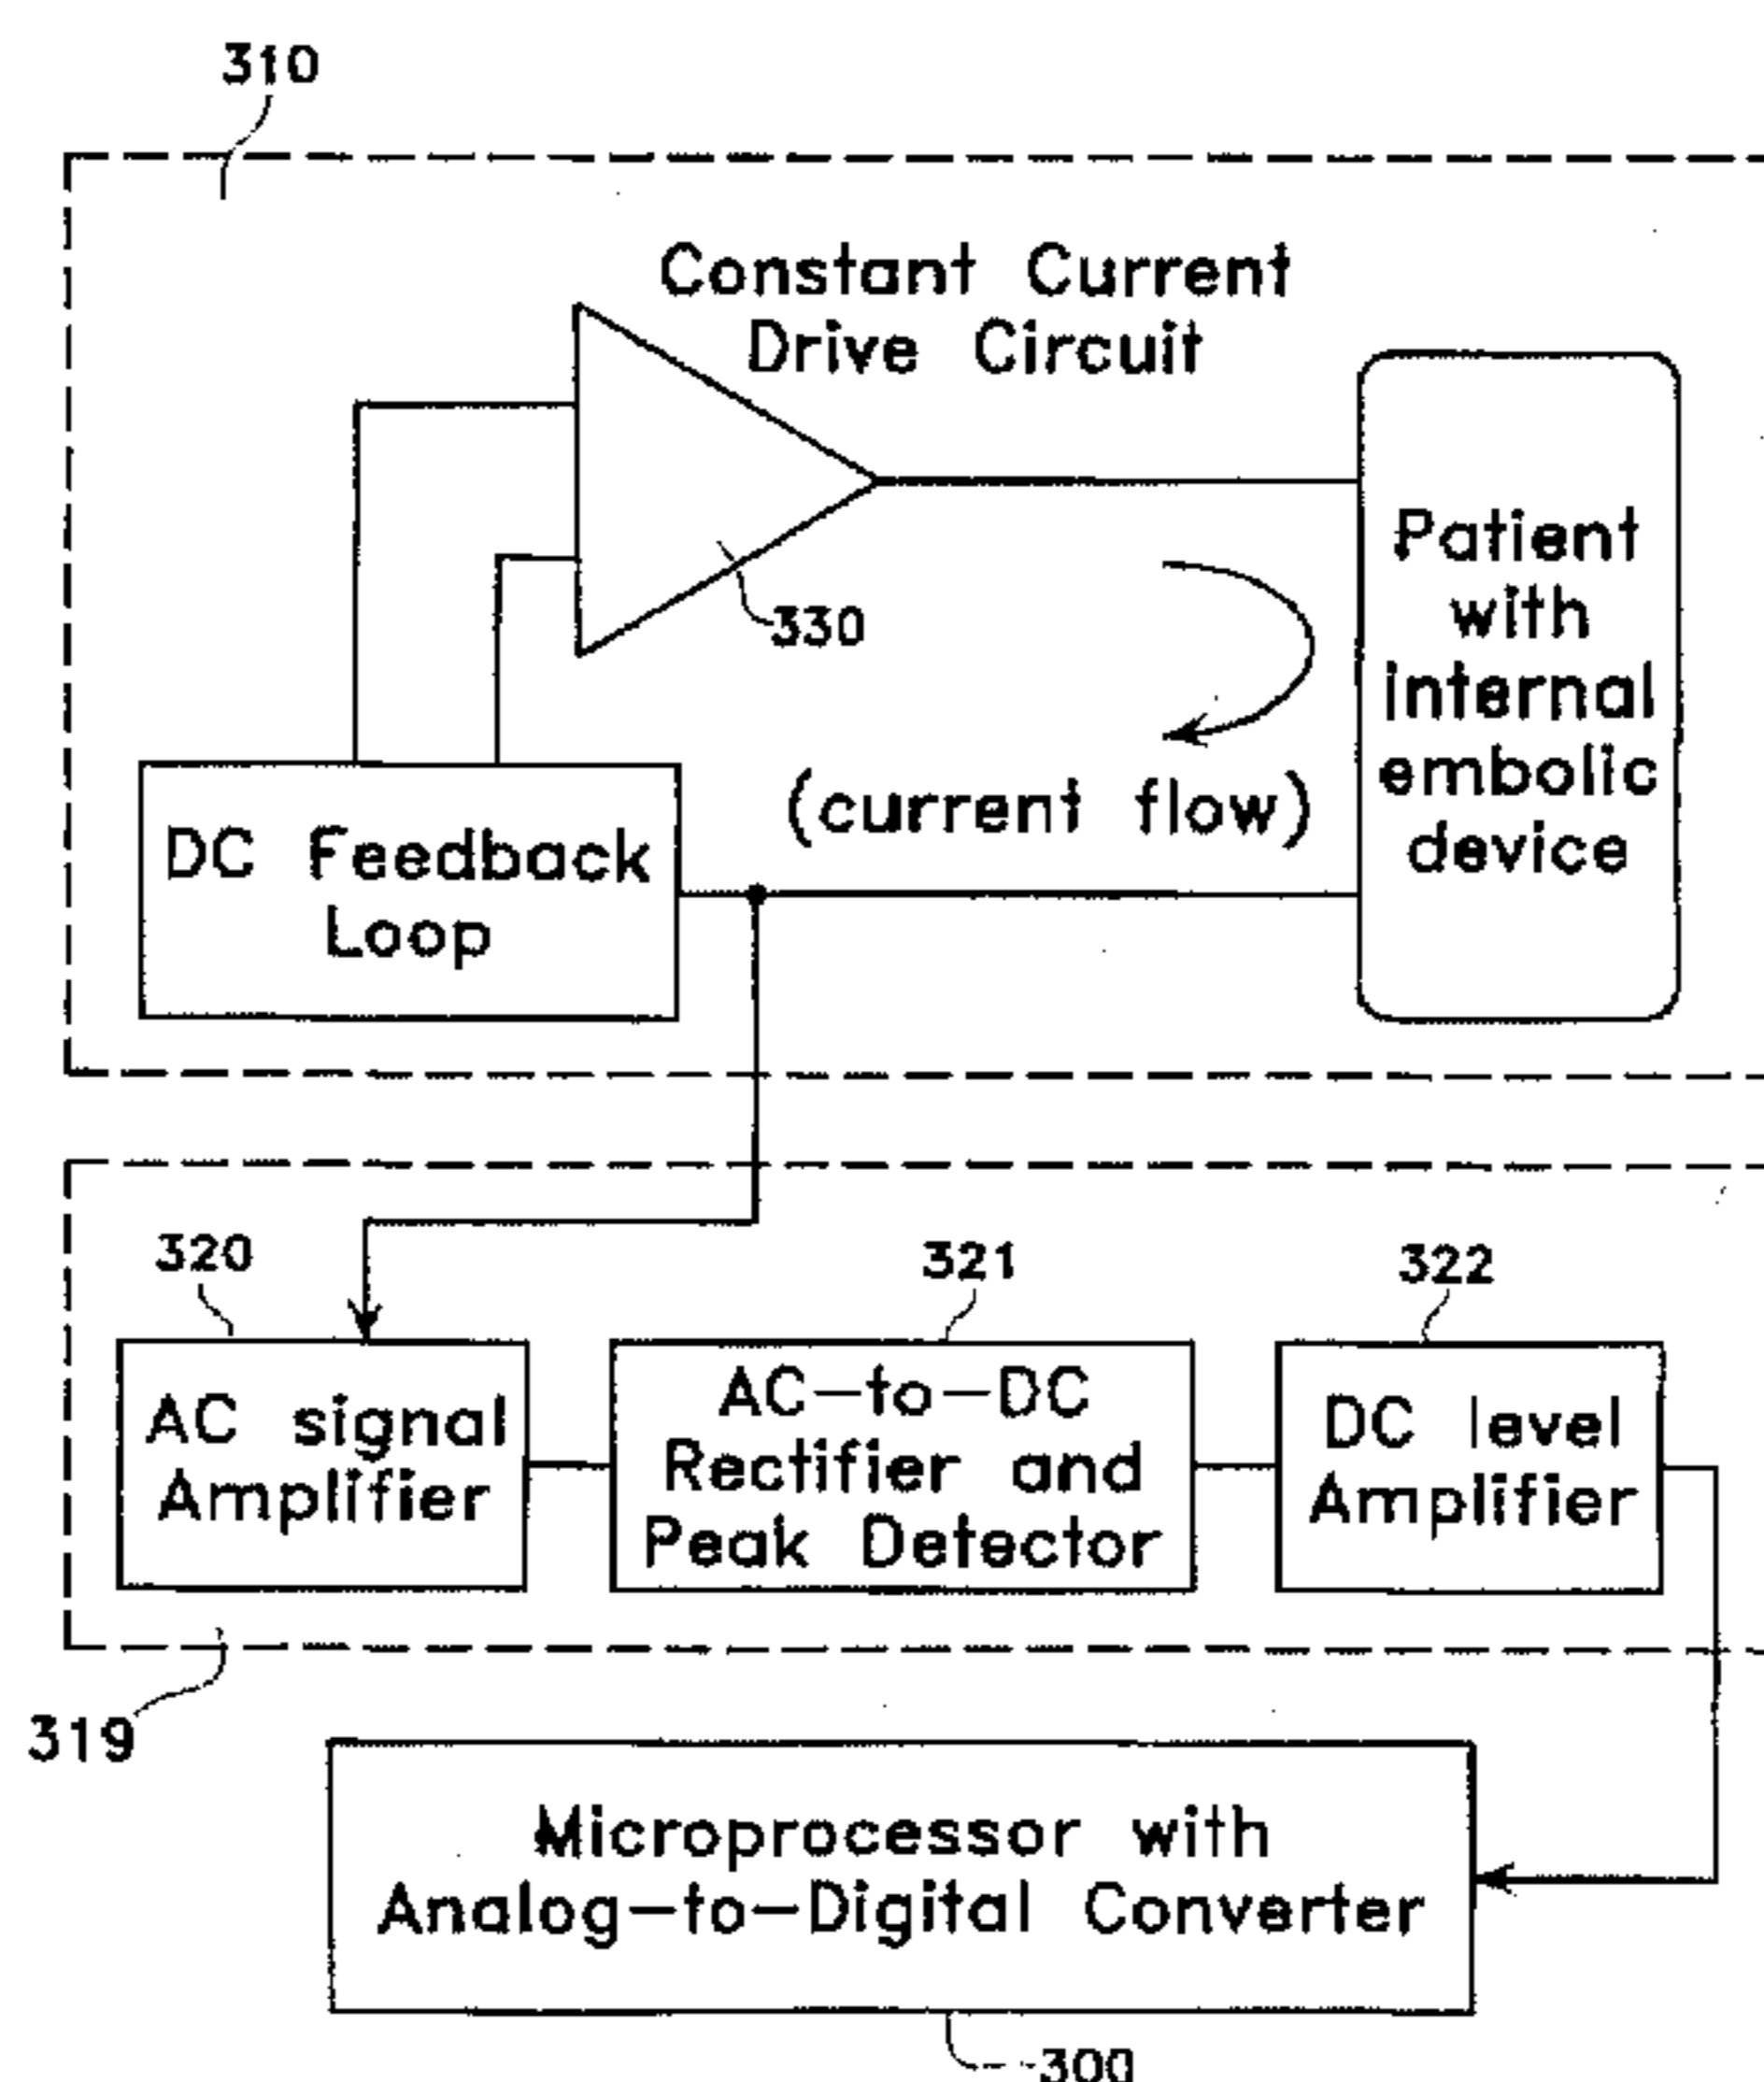 310
Constant Current
Drive Circuit
330
Patient
with
internal
embolic
device
(current flow)
DC Feedback
Loop
320
321
322
AC signal
Amplifier
AC-to-DC
Rectifier and
Peak Detector
DC level
Amplifier
319
Microprocessor with
Analog-to-Digital Converter
300